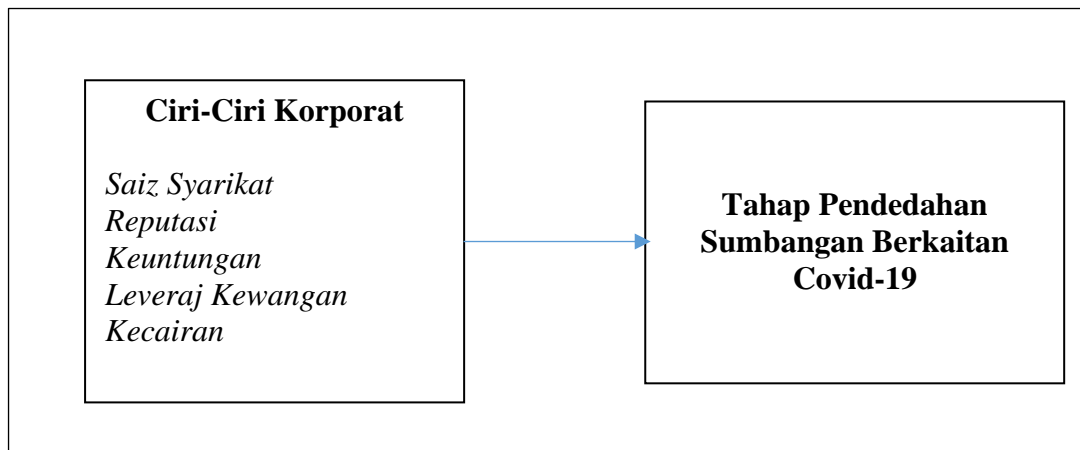 Ciri-Ciri Korporat
Saiz Syarikat
Reputasi
Keuntungan
Leveraj Kewangan
Kecairan
Tahap Pendedahan
Sumbangan Berkaitan
Covid-19